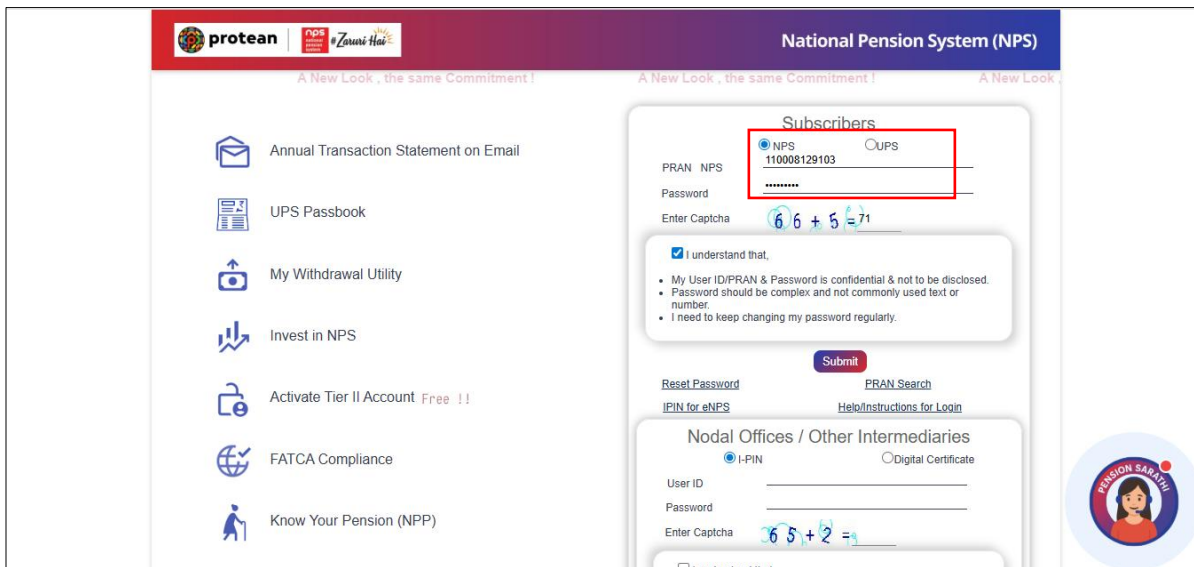 protean
nps
national
pension
system
#Zaruri Hai
National Pension System (NPS)
A New Look , the same Commitment !
A New Look , the same Commitment !
A New Look ,
Annual Transaction Statement on Email
UPS Passbook
My Withdrawal Utility
Invest in NPS
Activate Tier II Account Free !!
FATCA Compliance
Know Your Pension (NPP)
Subscribers
NPS UPS
PRAN NPS 110008129103
Password •••••••••
Enter Captcha 66 + 5 = 71
I understand that,
• My User ID/PRAN & Password is confidential & not to be disclosed.
• Password should be complex and not commonly used text or
number.
• I need to keep changing my password regularly.
Submit
Reset Password PRAN Search
IPIN for eNPS Help/Instructions for Login
Nodal Offices / Other Intermediaries
I-PIN Digital Certificate
User ID
Password
Enter Captcha 65 + 2 =
PENSION SARATHI